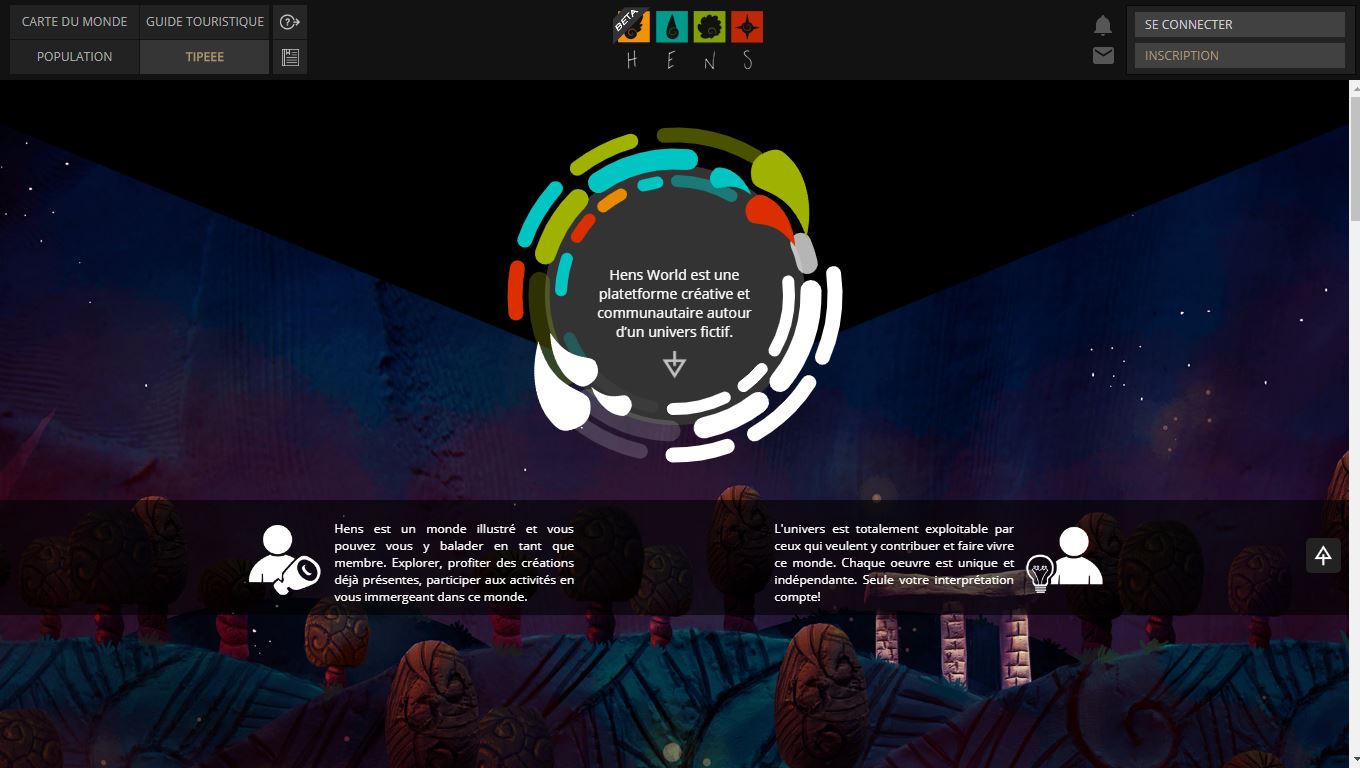 CARTE DU MONDE
GUIDE TOURISTIQUE
POPULATION
TIPEEE
BETA
H E N S
SE CONNECTER
INSCRIPTION
Hens World est une
platetforme créative et
communautaire autour
d'un univers fictif.
Hens est un monde illustré et vous
pouvez vous y balader en tant que
membre. Explorer, profiter des créations
déjà présentes, participer aux activités en
vous immergeant dans ce monde.
L'univers est totalement exploitable par
ceux qui veulent y contribuer et faire vivre
ce monde. Chaque oeuvre est unique et
indépendante. Seule votre interprétation
compte!